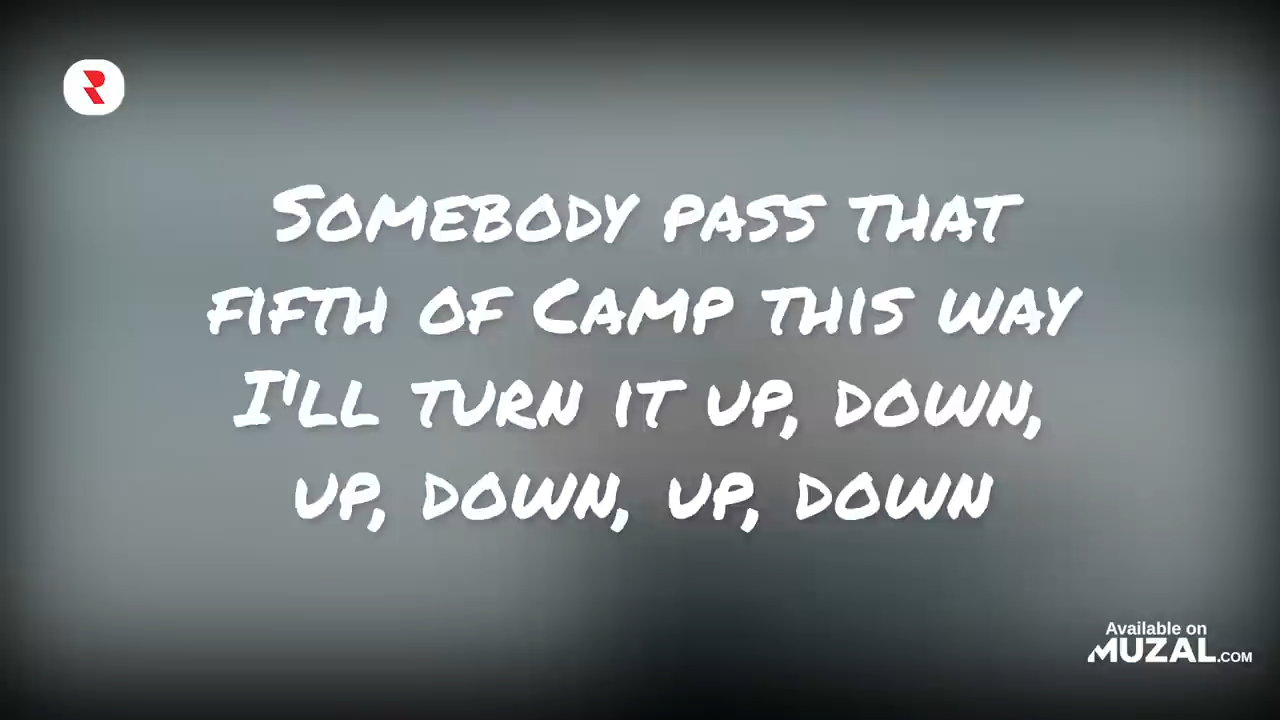 Somebody pass that
fifth of Camp this way
I'll turn it up, down,
up, down, up, down
Available on
MUZAL.COM